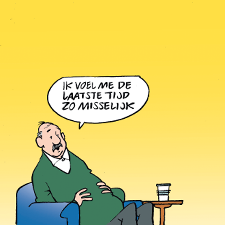 IK VOEL ME DE
LAATSTE TIJD
ZO MISSELIJK